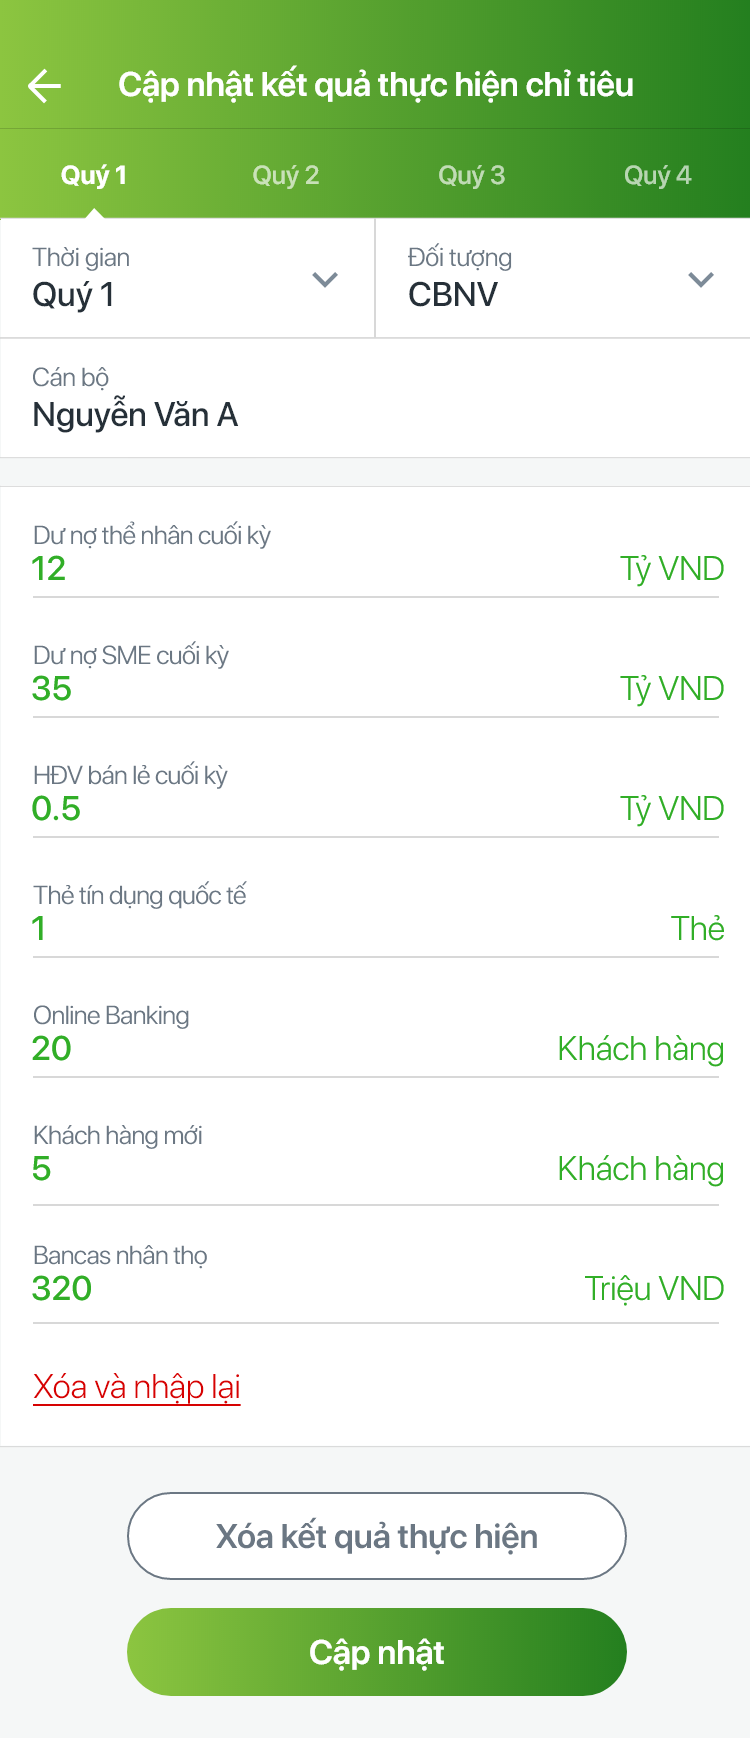 Cập nhật kết quả thực hiện chỉ tiêu
Quý 1 Quý 2 Quý 3 Quý 4
Thời gian Đối tượng
Quý 1 CBNV
Cán bộ
Nguyễn Văn A
Dư nợ thể nhân cuối kỳ
12 Tỷ VND
Dư nợ SME cuối kỳ
35 Tỷ VND
HĐV bán lẻ cuối kỳ
0.5 Tỷ VND
Thẻ tín dụng quốc tế
1 Thẻ
Online Banking
20 Khách hàng
Khách hàng mới
5 Khách hàng
Bancas nhân thọ
320 Triệu VND
Xóa và nhập lại
Xóa kết quả thực hiện
Cập nhật